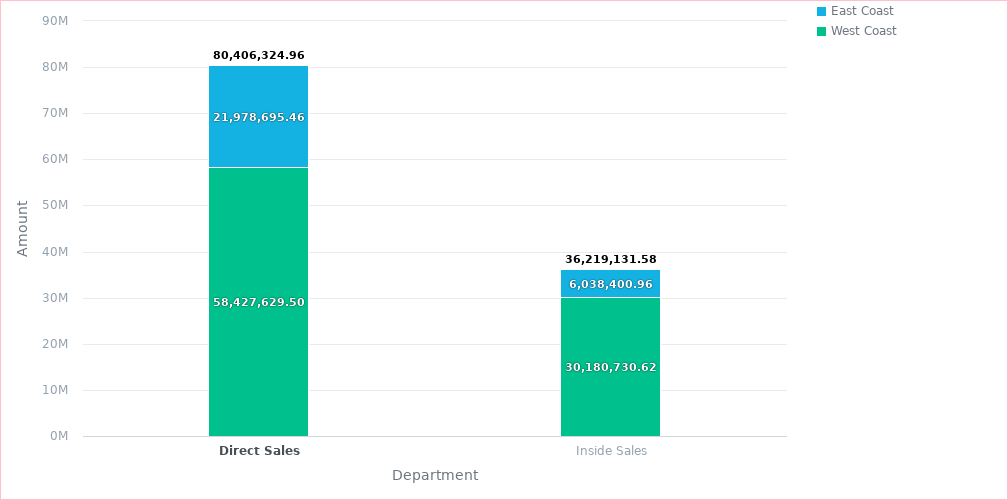 90M
80M
70M
60M
50M
40M
30M
20M
10M
0M
Amount
80,406,324.96
21,978,695.46
58,427,629.50
36,219,131.58
6,038,400.96
30,180,730.62
Direct Sales
Inside Sales
Department
East Coast
West Coast